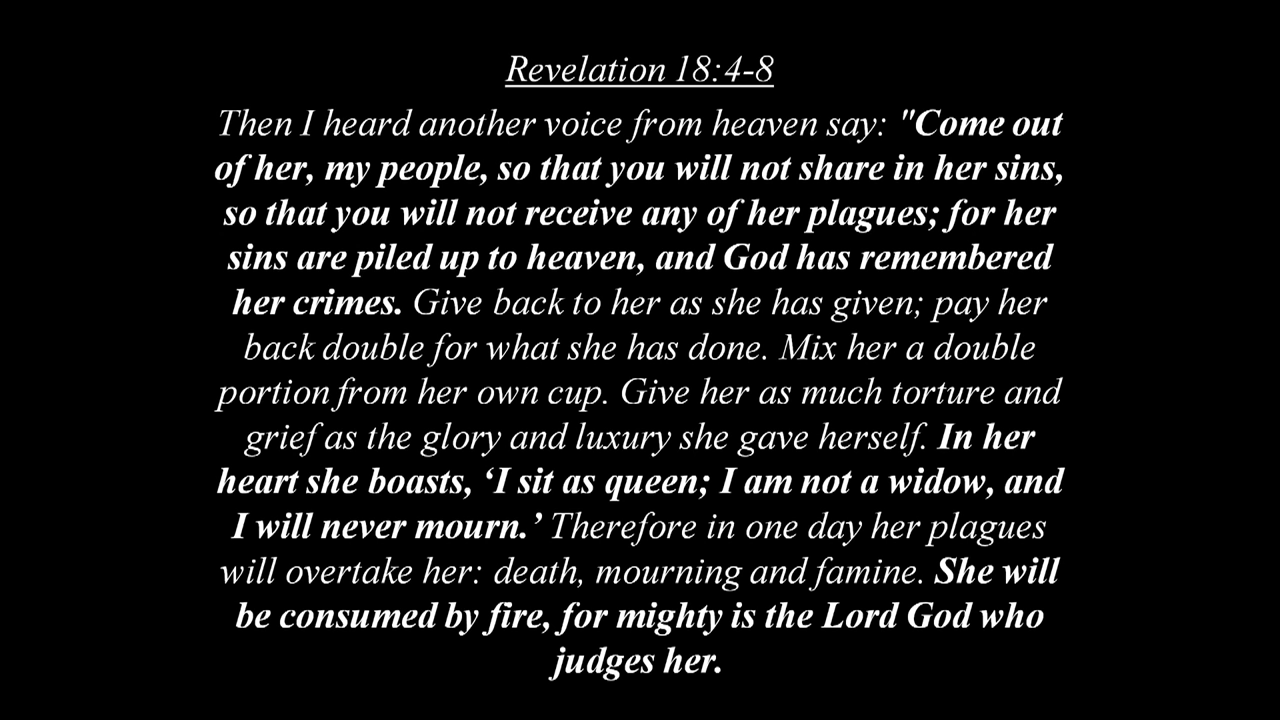 Revelation 18:4-8
Then I heard another voice from heaven say: "Come out
of her, my people, so that you will not share in her sins,
so that you will not receive any of her plagues; for her
sins are piled up to heaven, and God has remembered
her crimes. Give back to her as she has given; pay her
back double for what she has done. Mix her a double
portion from her own cup. Give her as much torture and
grief as the glory and luxury she gave herself. In her
heart she boasts, ‘I sit as queen; I am not a widow, and
I will never mourn.’ Therefore in one day her plagues
will overtake her: death, mourning and famine. She will
be consumed by fire, for mighty is the Lord God who
judges her.